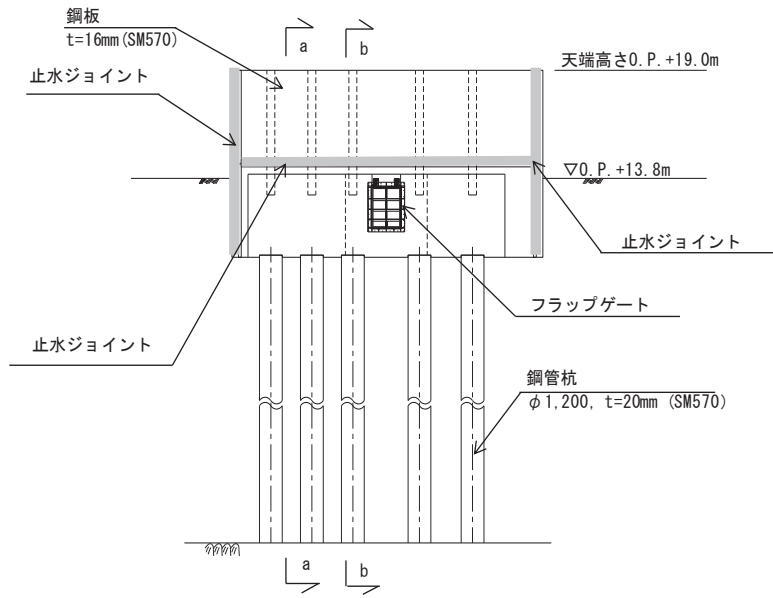 鋼板
t=16mm(SM570)
a
b
天端高さO.P.+19.0m
止水ジョイント
▽O.P.+13.8m
止水ジョイント
フラップゲート
止水ジョイント
鋼管杭
φ1,200, t=20mm (SM570)
a
b